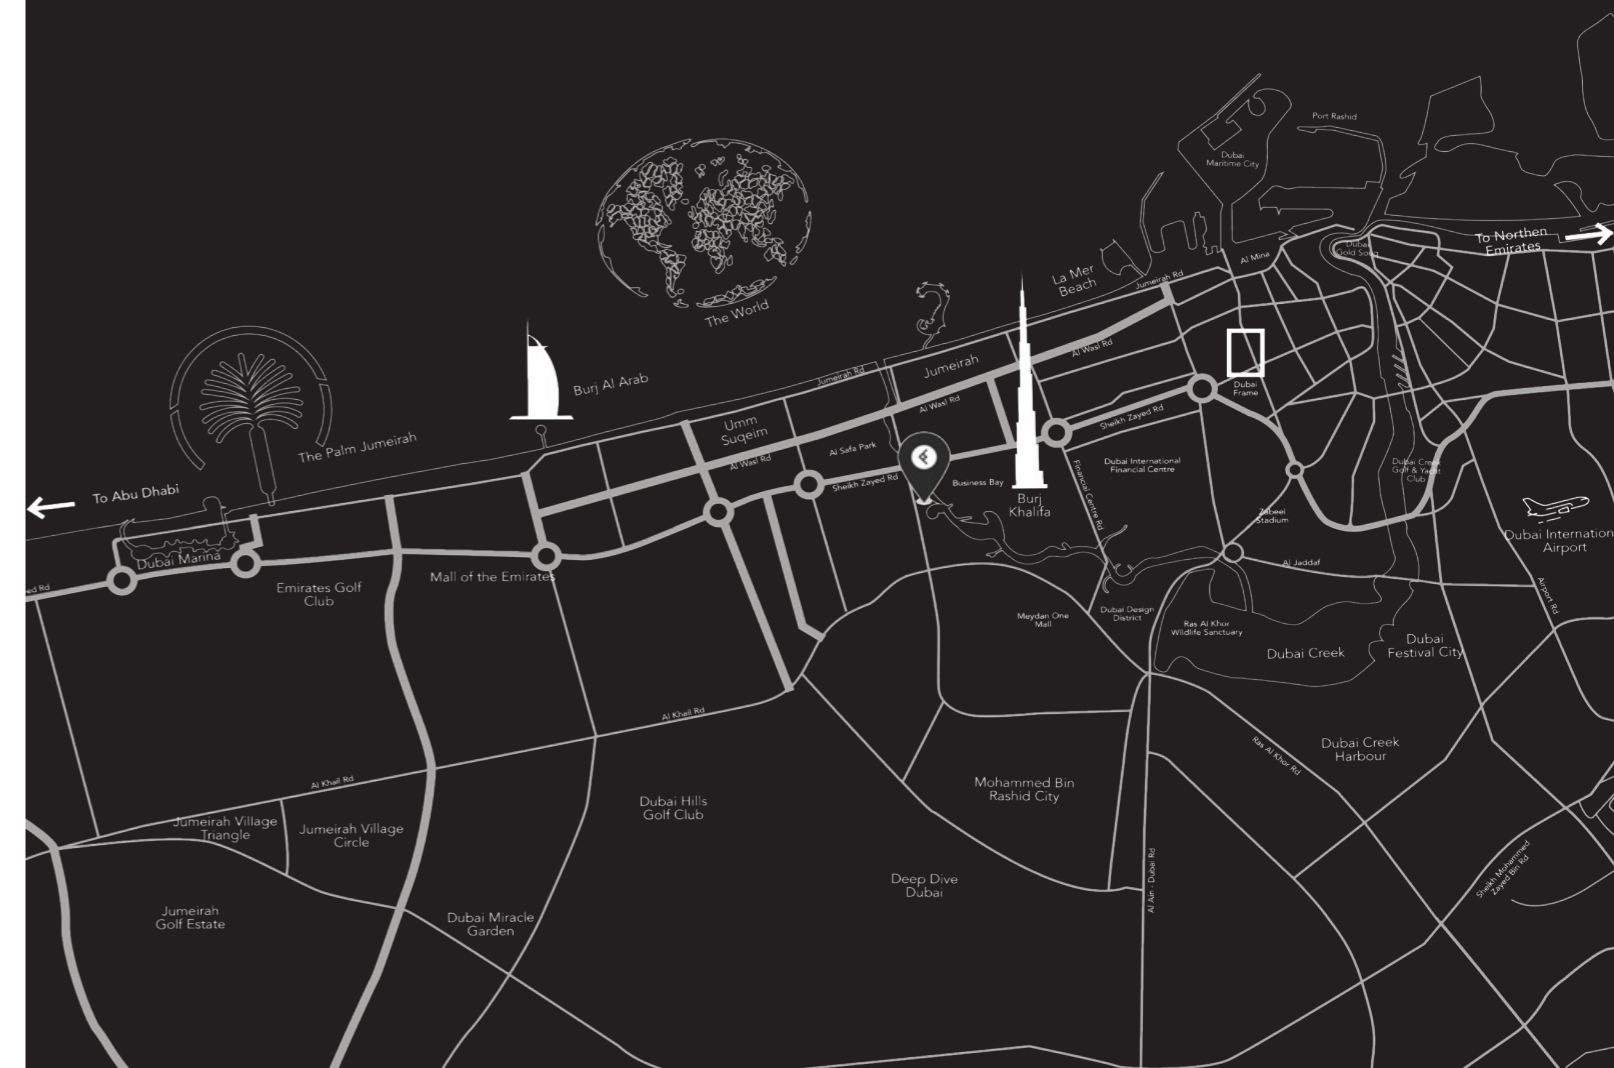 Port Rashid
Dubai
Maritime City
To Northen
Emirates
Dubai
Gold Souq
Al Mina
La Mer
Beach
Jumeirah Rd
The World
Al Wasl Rd
Jumeirah
Jumeirah Rd
Burj Al Arab
Dubai
Frame
Al Wasl Rd
Sheikh Zayed Rd
Umm
Suqeim
The Palm Jumeirah
Al Safa Park
Al Wasl Rd
Dubai International
Financial Centre
Dubai Creek
Golf & Yacht
Club
Sheikh Zayed Rd
Business Bay
Burj
Khalifa
Financial Centre Rd
To Abu Dhabi
Zabeel
Stadium
Dubai Internation
Airport
Dubai Marina
Al Jaddaf
Mall of the Emirates
Emirates Golf
Club
ed Rd
Airport Rd
Meydan One
Mall
Dubai Design
District
Ras Al Khor
Wildlife Sanctuary
Dubai Creek
Dubai
Festival City
Al Khail Rd
Ras Al Khor Rd
Dubai Creek
Harbour
Al Khail Rd
Mohammed Bin
Rashid City
Dubai Hills
Golf Club
Jumeirah Village
Triangle
Jumeirah Village
Circle
Sheikh Mohammed
Zayed Bin Rd
Al Ain - Dubai Rd
Deep Dive
Dubai
Jumeirah
Golf Estate
Dubai Miracle
Garden